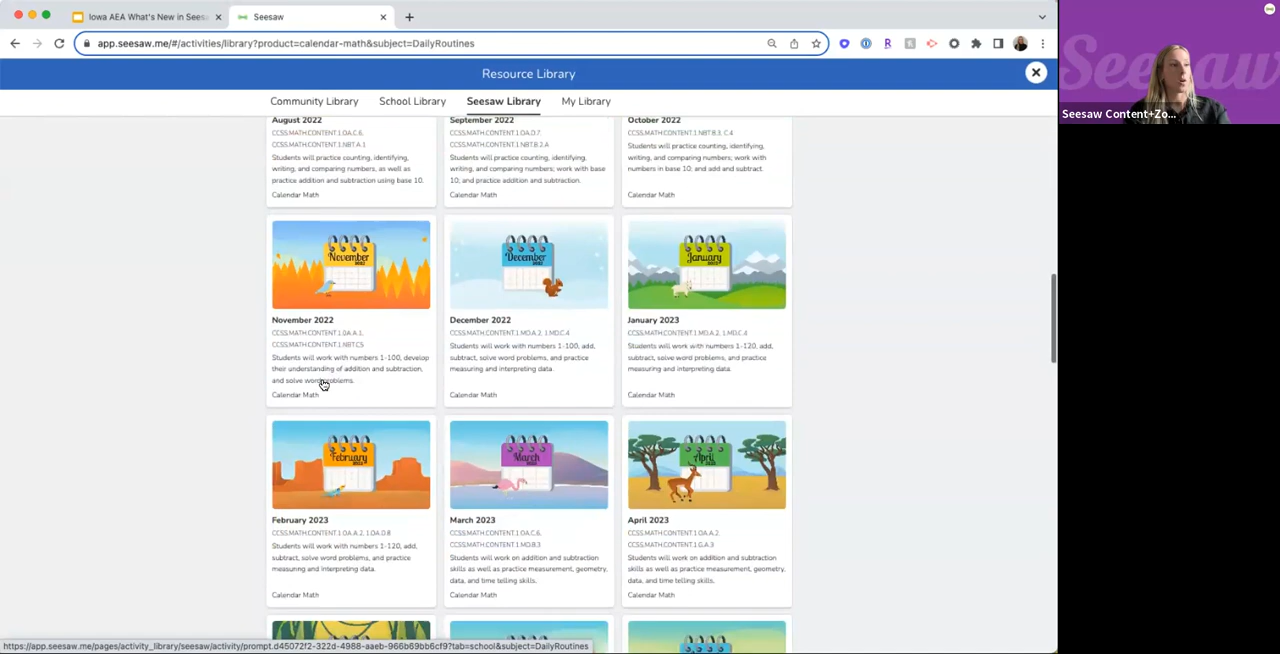 Iowa AEA What's New in Seesa
Seesaw
app.seesaw.me/#/activities/library?product=calendar-math&subject=DailyRoutines
Resource Library
Community Library
School Library
Seesaw Library
My Library
August 2022
CCSS.MATH.CONTENT.1.OA.C.6,
CCSS.MATH.CONTENT.1.NBT.A.1
Students will practice counting, identifying,
writing, and comparing numbers, as well as
practice addition and subtraction using base 10.
Calendar Math
September 2022
CCSS.MATH.CONTENT.1.OA.D.7,
CCSS.MATH.CONTENT.1.NBT.B.2.A
Students will practice counting, identifying,
writing, and comparing numbers; work with base
10; and practice addition and subtraction.
Calendar Math
October 2022
CCSS.MATH.CONTENT.1.NBT.B.3, C.4
Students will practice counting, identifying,
writing, and comparing numbers; work with
numbers in base 10; and add and subtract.
Calendar Math
November
2022
November 2022
CCSS.MATH.CONTENT.1.OA.A.1,
CCSS.MATH.CONTENT.1.NBT.C.5
Students will work with numbers 1-100, develop
their understanding of addition and subtraction,
and solve word problems.
Calendar Math
December
2022
December 2022
CCSS.MATH.CONTENT.1.MD.A.2, 1.MD.C.4
Students will work with numbers 1-100, add,
subtract, solve word problems, and practice
measuring and interpreting data.
Calendar Math
January
2023
January 2023
CCSS.MATH.CONTENT.1.MD.A.2, 1.MD.C.4
Students will work with numbers 1-120, add,
subtract, solve word problems, and practice
measuring and interpreting data.
Calendar Math
February
2023
February 2023
CCSS.MATH.CONTENT.1.OA.A.2, 1.OA.D.8
Students will work with numbers 1-120, add,
subtract, solve word problems, and practice
measuring and interpreting data.
Calendar Math
March
2023
March 2023
CCSS.MATH.CONTENT.1.OA.C.6,
CCSS.MATH.CONTENT.1.MD.B.3
Students will work on addition and subtraction
skills as well as practice measurement, geometry,
data, and time telling skills.
Calendar Math
April
2023
April 2023
CCSS.MATH.CONTENT.1.OA.A.2
CCSS.MATH.CONTENT.1.G.A.3
Students will work on addition and subtraction
skills as well as practice measurement, geometry,
data, and time telling skills.
Calendar Math
https://app.seesaw.me/pages/activity_library/seesaw/activity/prompt.d45072f2-322d-4988-aaeb-966b69bb6cf9?tab=school&subject=DailyRoutines
Seesaw
Seesaw Content+Zo...